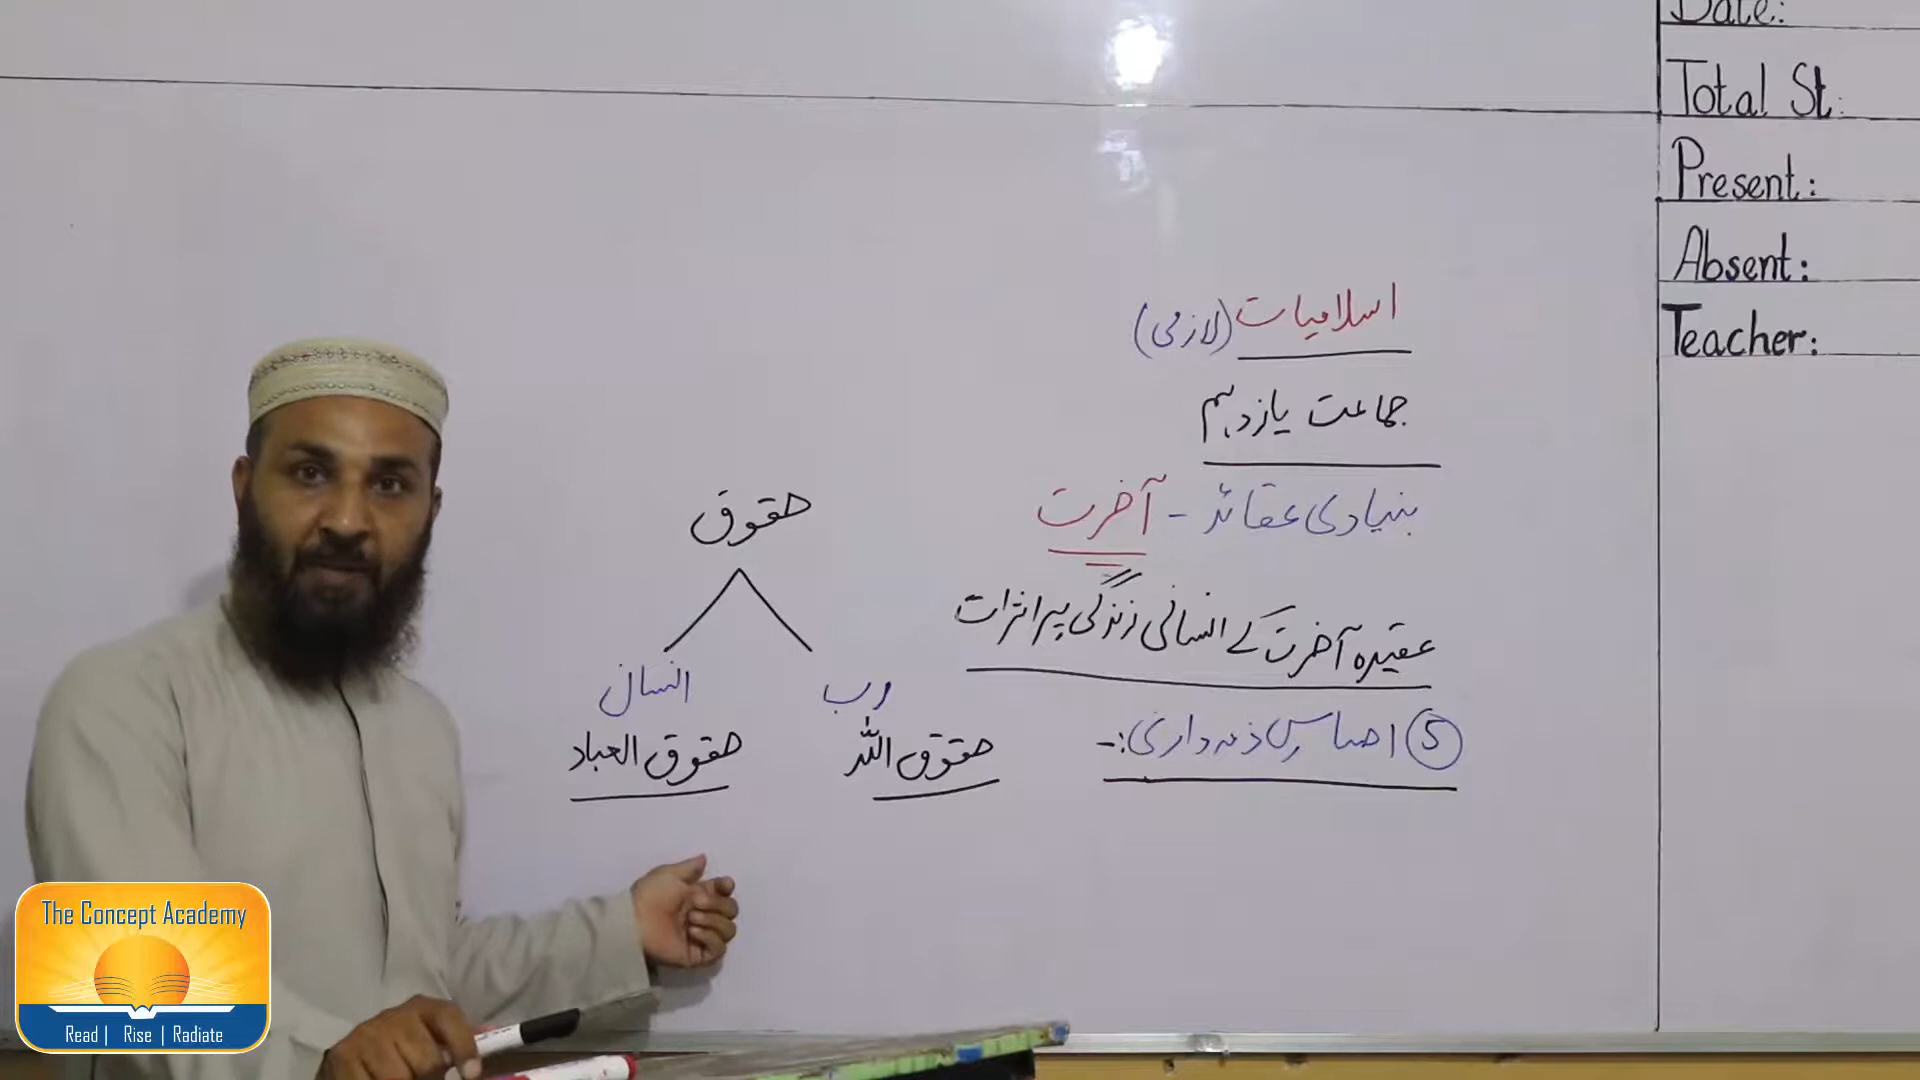 Date:
Total St:
Present:
Absent:
Teacher:
اسلامیات (لازمی)
جماعت یازدہم
بنیادی عقائد - آخرت
عقیدہ آخرت کے انسانی زندگی پر اثرات
⑤ احساس ذمہ داری:-
حقوق
رب
انسان
حقوق اللہ
حقوق العباد
The Concept Academy
Read | Rise | Radiate